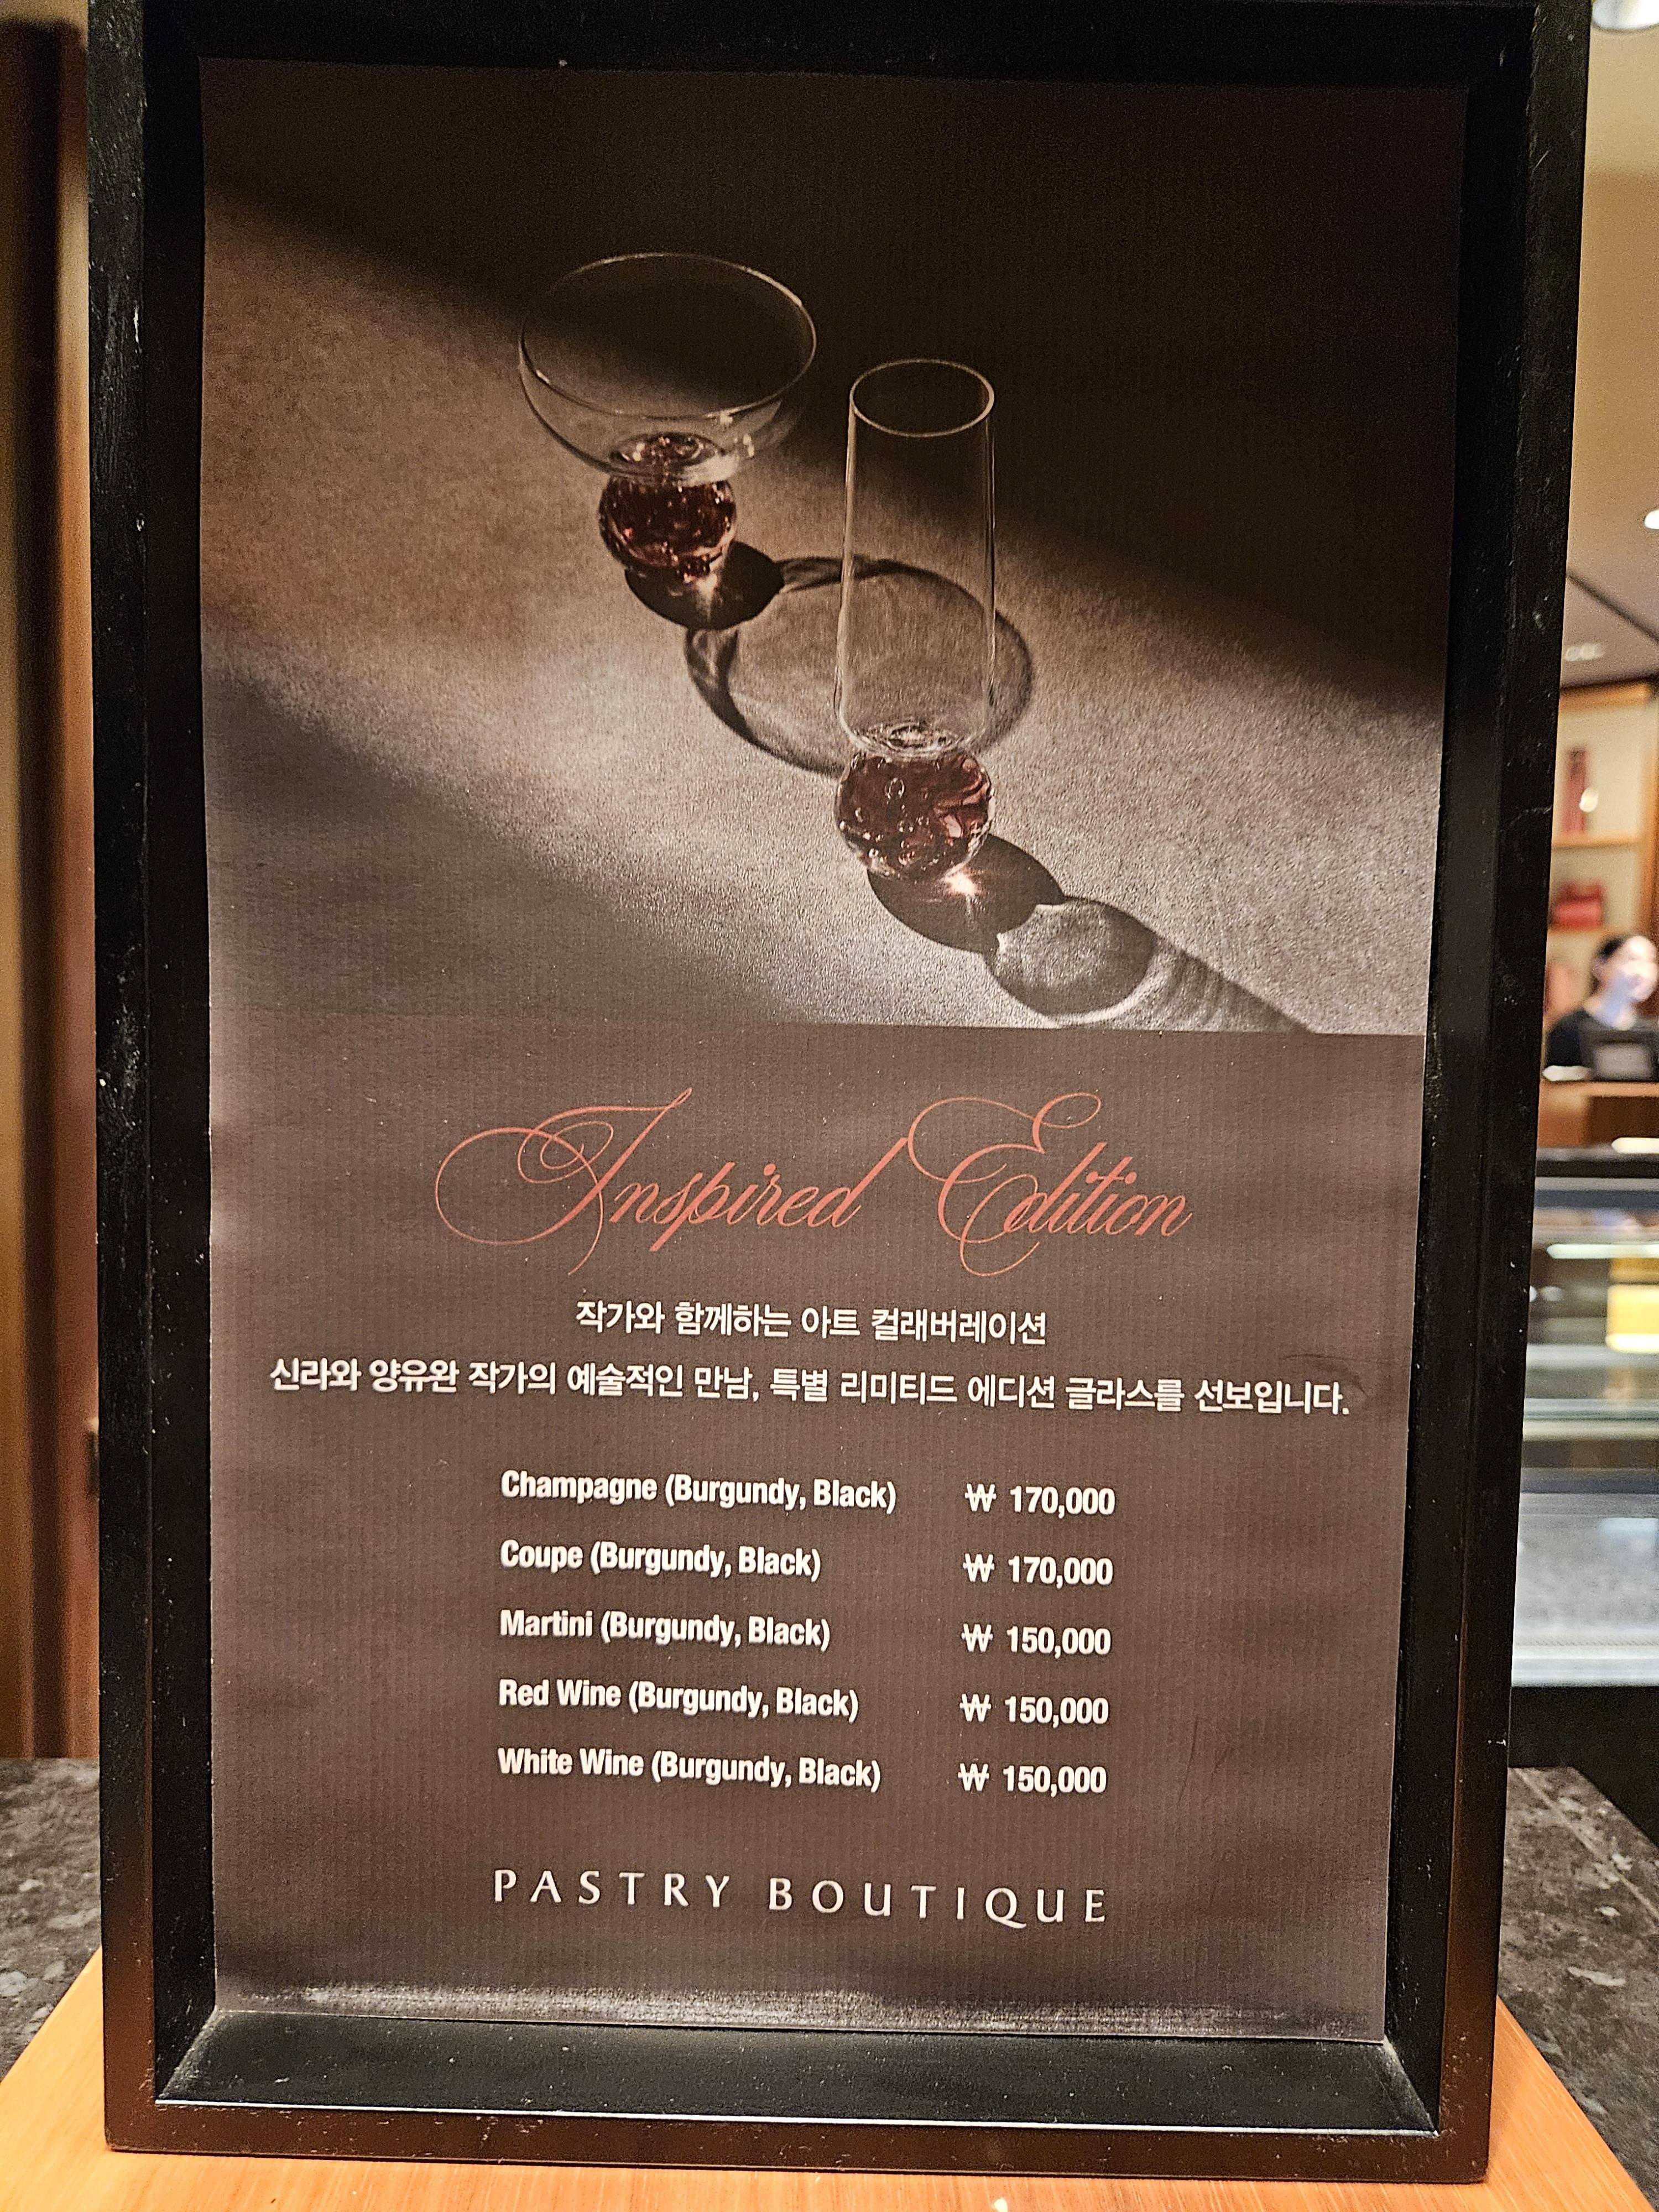 Inspired Edition
작가와 함께하는 아트 컬래버레이션
신라와 양유완 작가의 예술적인 만남, 특별 리미티드 에디션 글라스를 선보입니다.
Champagne (Burgundy, Black) ₩ 170,000
Coupe (Burgundy, Black) ₩ 170,000
Martini (Burgundy, Black) ₩ 150,000
Red Wine (Burgundy, Black) ₩ 150,000
White Wine (Burgundy, Black) ₩ 150,000
PASTRY BOUTIQUE